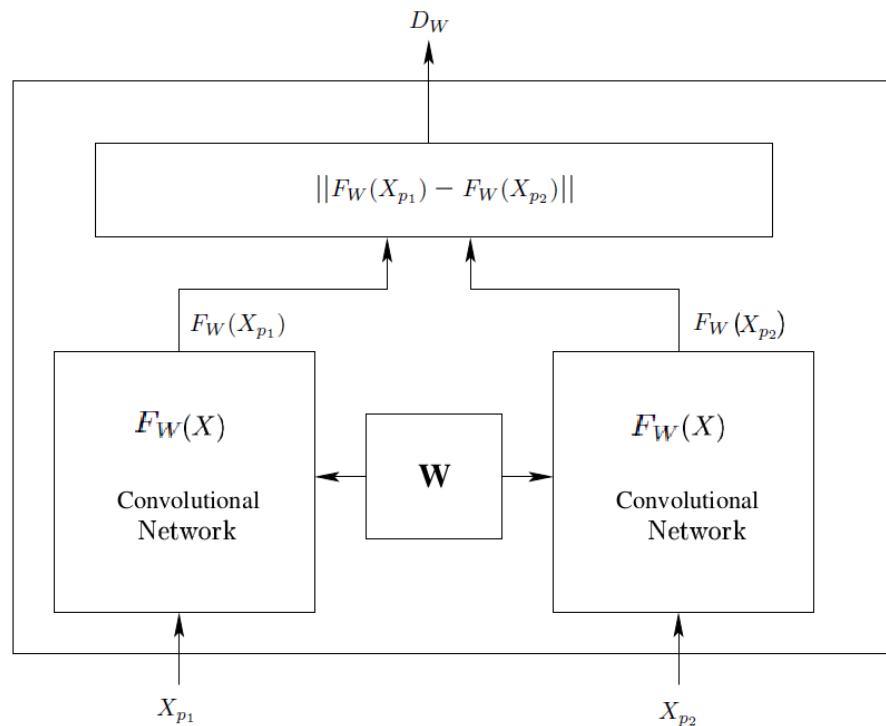 D_W
||F_W(X_{p_1}) − F_W(X_{p_2})||
F_W(X_{p_1})
F_W(X_{p_2})
F_W(X)
Convolutional
Network
W
F_W(X)
Convolutional
Network
X_{p_1}
X_{p_2}